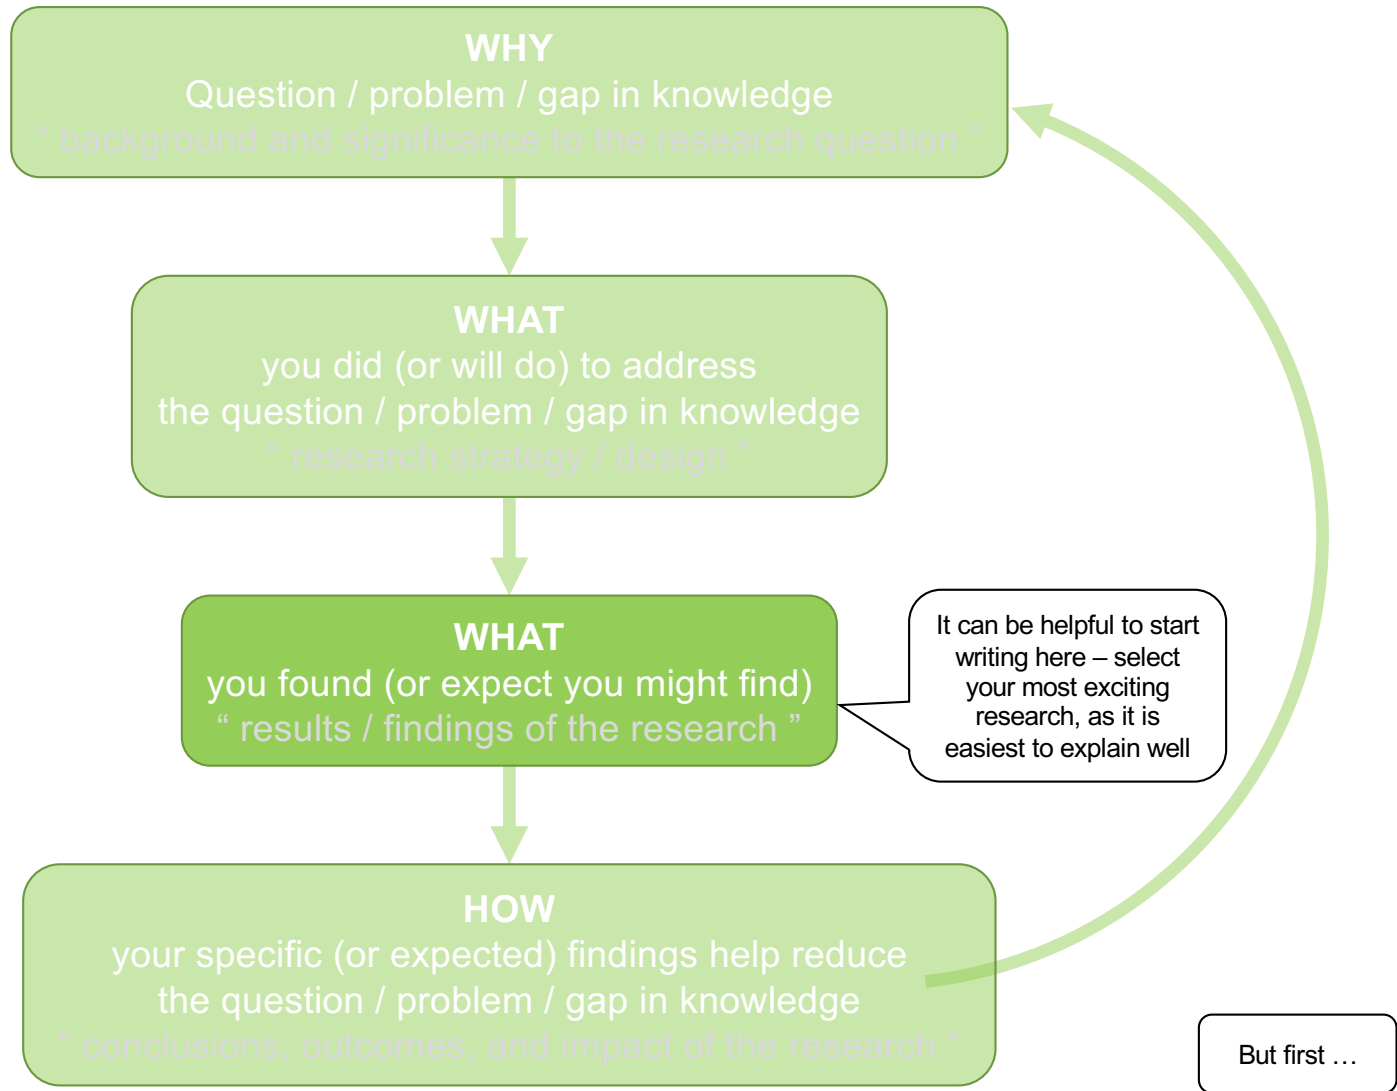 WHY
Question / problem / gap in knowledge
“ background and significance to the research question ”
WHAT
you did (or will do) to address
the question / problem / gap in knowledge
“ research strategy / design ”
WHAT
you found (or expect you might find)
“ results / findings of the research ”
It can be helpful to start
writing here – select
your most exciting
research, as it is
easiest to explain well
HOW
your specific (or expected) findings help reduce
the question / problem / gap in knowledge
“ conclusions, outcomes, and impact of the research ”
But first …